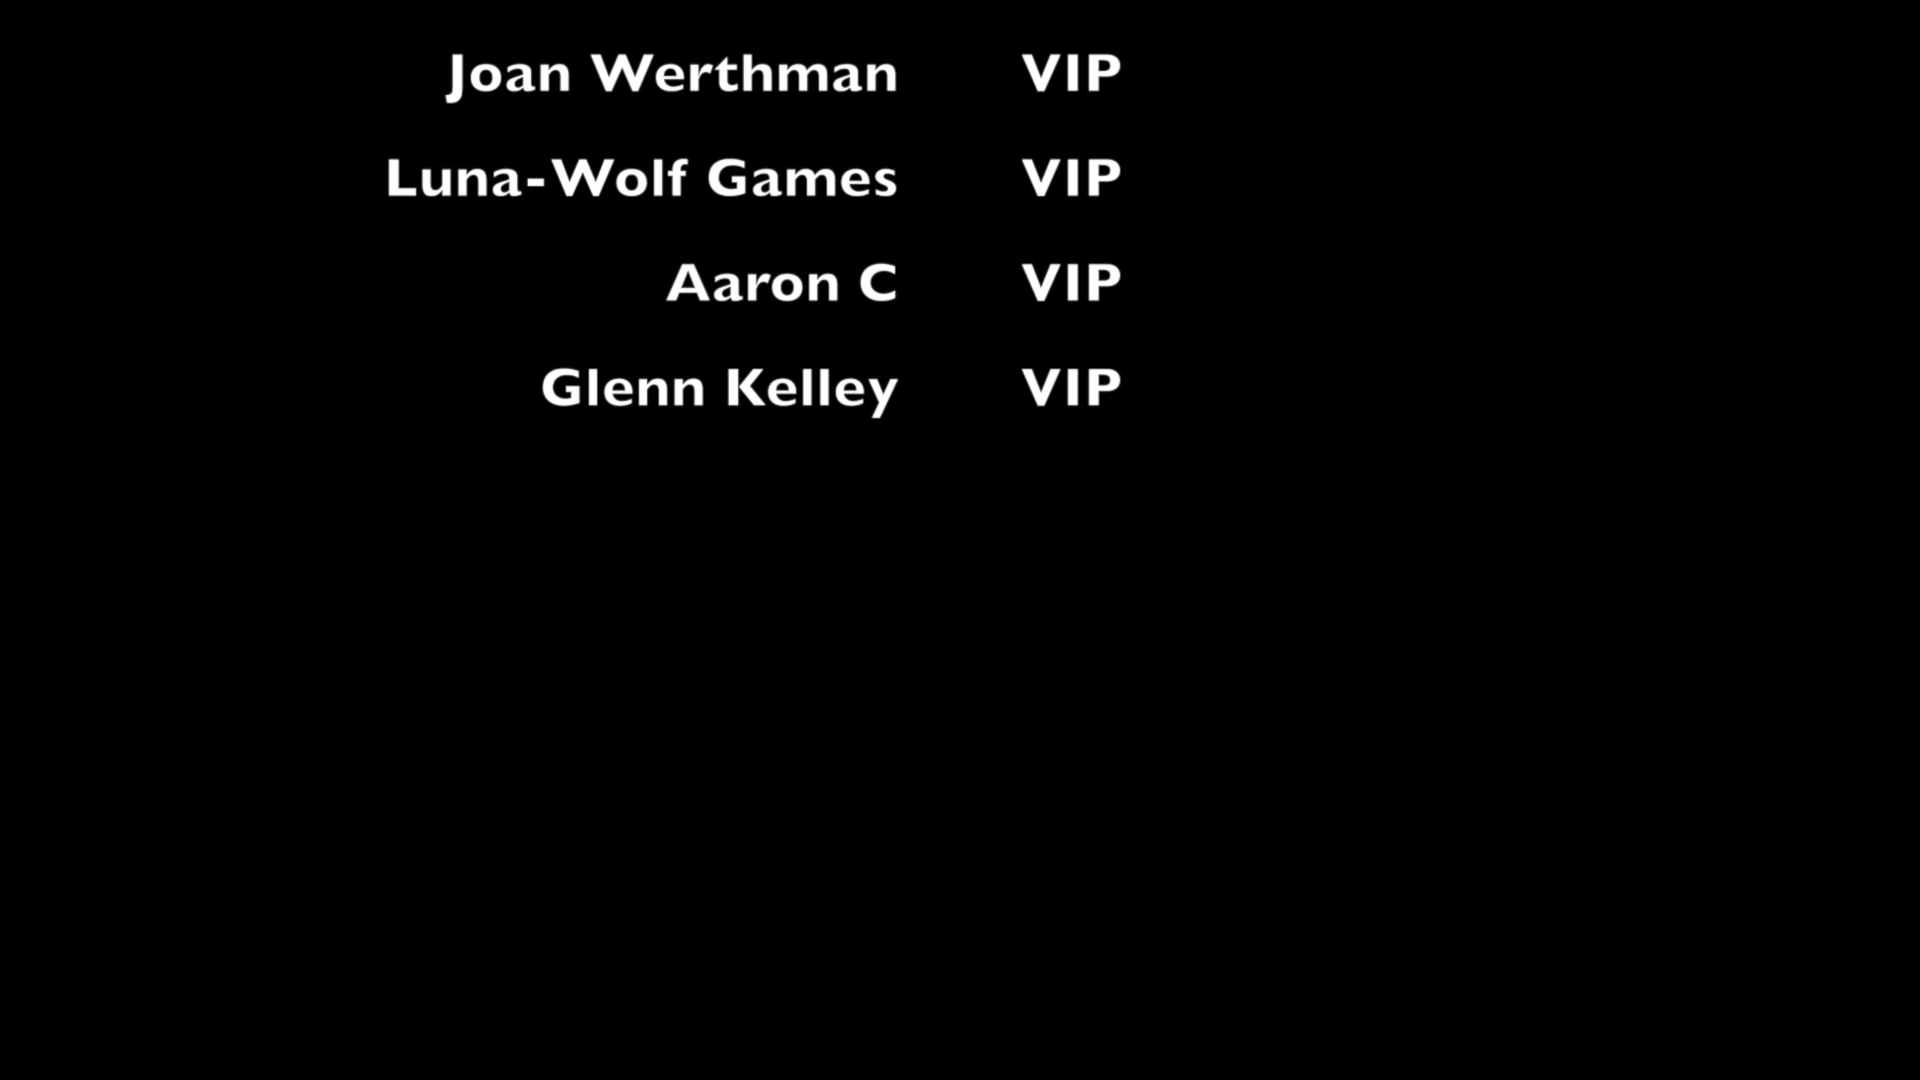 Joan Werthman VIP
Luna-Wolf Games VIP
Aaron C VIP
Glenn Kelley VIP